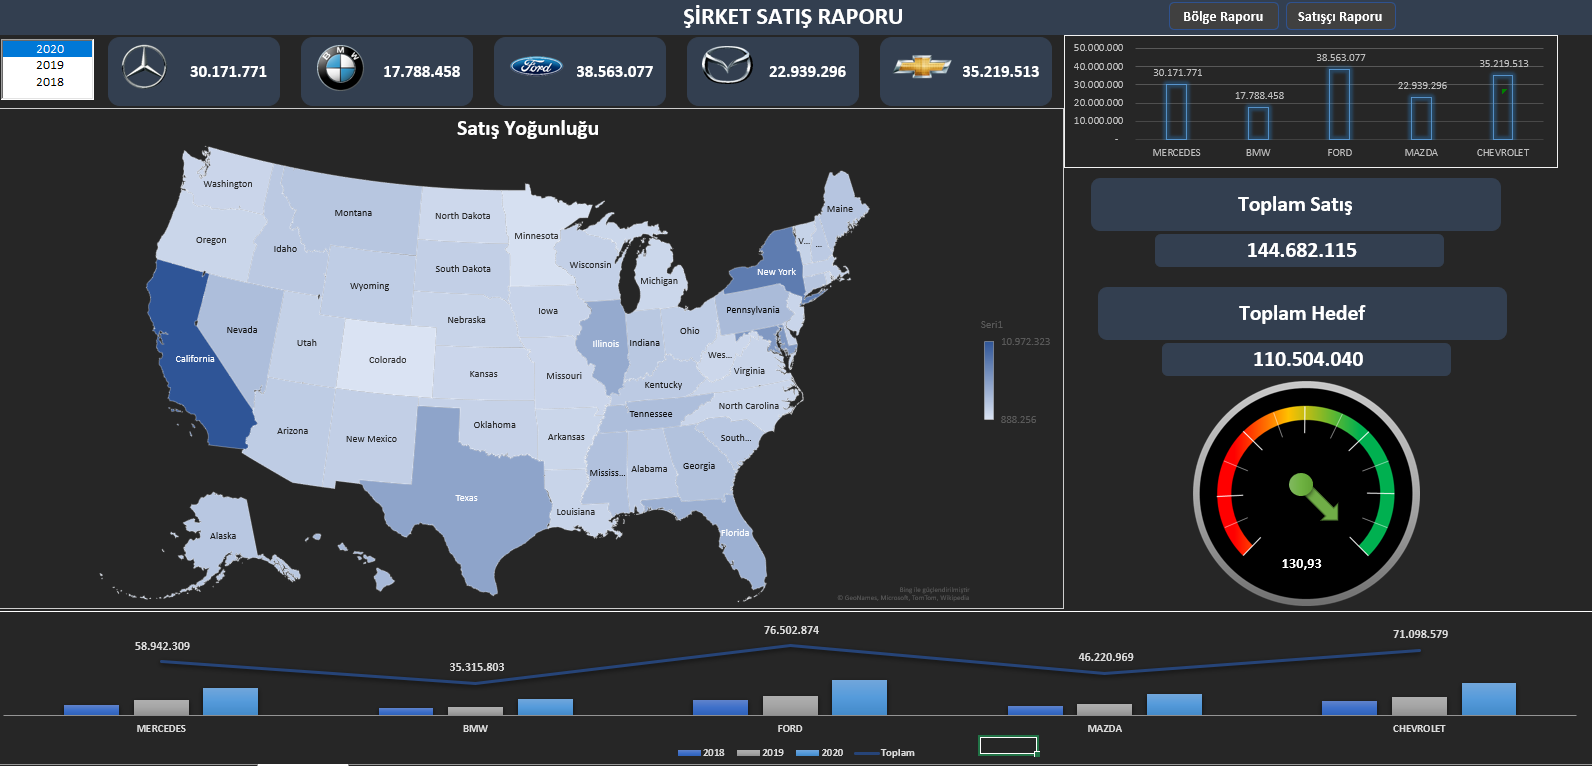 ŞİRKET SATIŞ RAPORU
Bölge Raporu
Satışçı Raporu
2020
2019
2018
30.171.771
BMW
17.788.458
Ford
38.563.077
22.939.296
35.219.513
50.000.000
40.000.000
30.000.000
20.000.000
10.000.000
-
30.171.771
17.788.458
38.563.077
22.939.296
35.219.513
MERCEDES
BMW
FORD
MAZDA
CHEVROLET
Satış Yoğunluğu
Washington
Montana
North Dakota
Minnesota
Maine
Oregon
Idaho
South Dakota
Wisconsin
V...
...
Wyoming
Michigan
New York
Nebraska
Iowa
Pennsylvania
Nevada
Utah
Colorado
Illinois
Indiana
Ohio
California
Kansas
Missouri
Wes...
Virginia
Kentucky
Arizona
New Mexico
Oklahoma
Arkansas
Tennessee
North Carolina
South...
Mississ...
Alabama
Georgia
Texas
Louisiana
Florida
Alaska
Seri1
10.972.323
888.256
Bing ile güçlendirilmiştir
© GeoNames, Microsoft, TomTom, Wikipedia
Toplam Satış
144.682.115
Toplam Hedef
110.504.040
130,93
58.942.309
35.315.803
76.502.874
46.220.969
71.098.579
MERCEDES
BMW
FORD
MAZDA
CHEVROLET
2018
2019
2020
Toplam